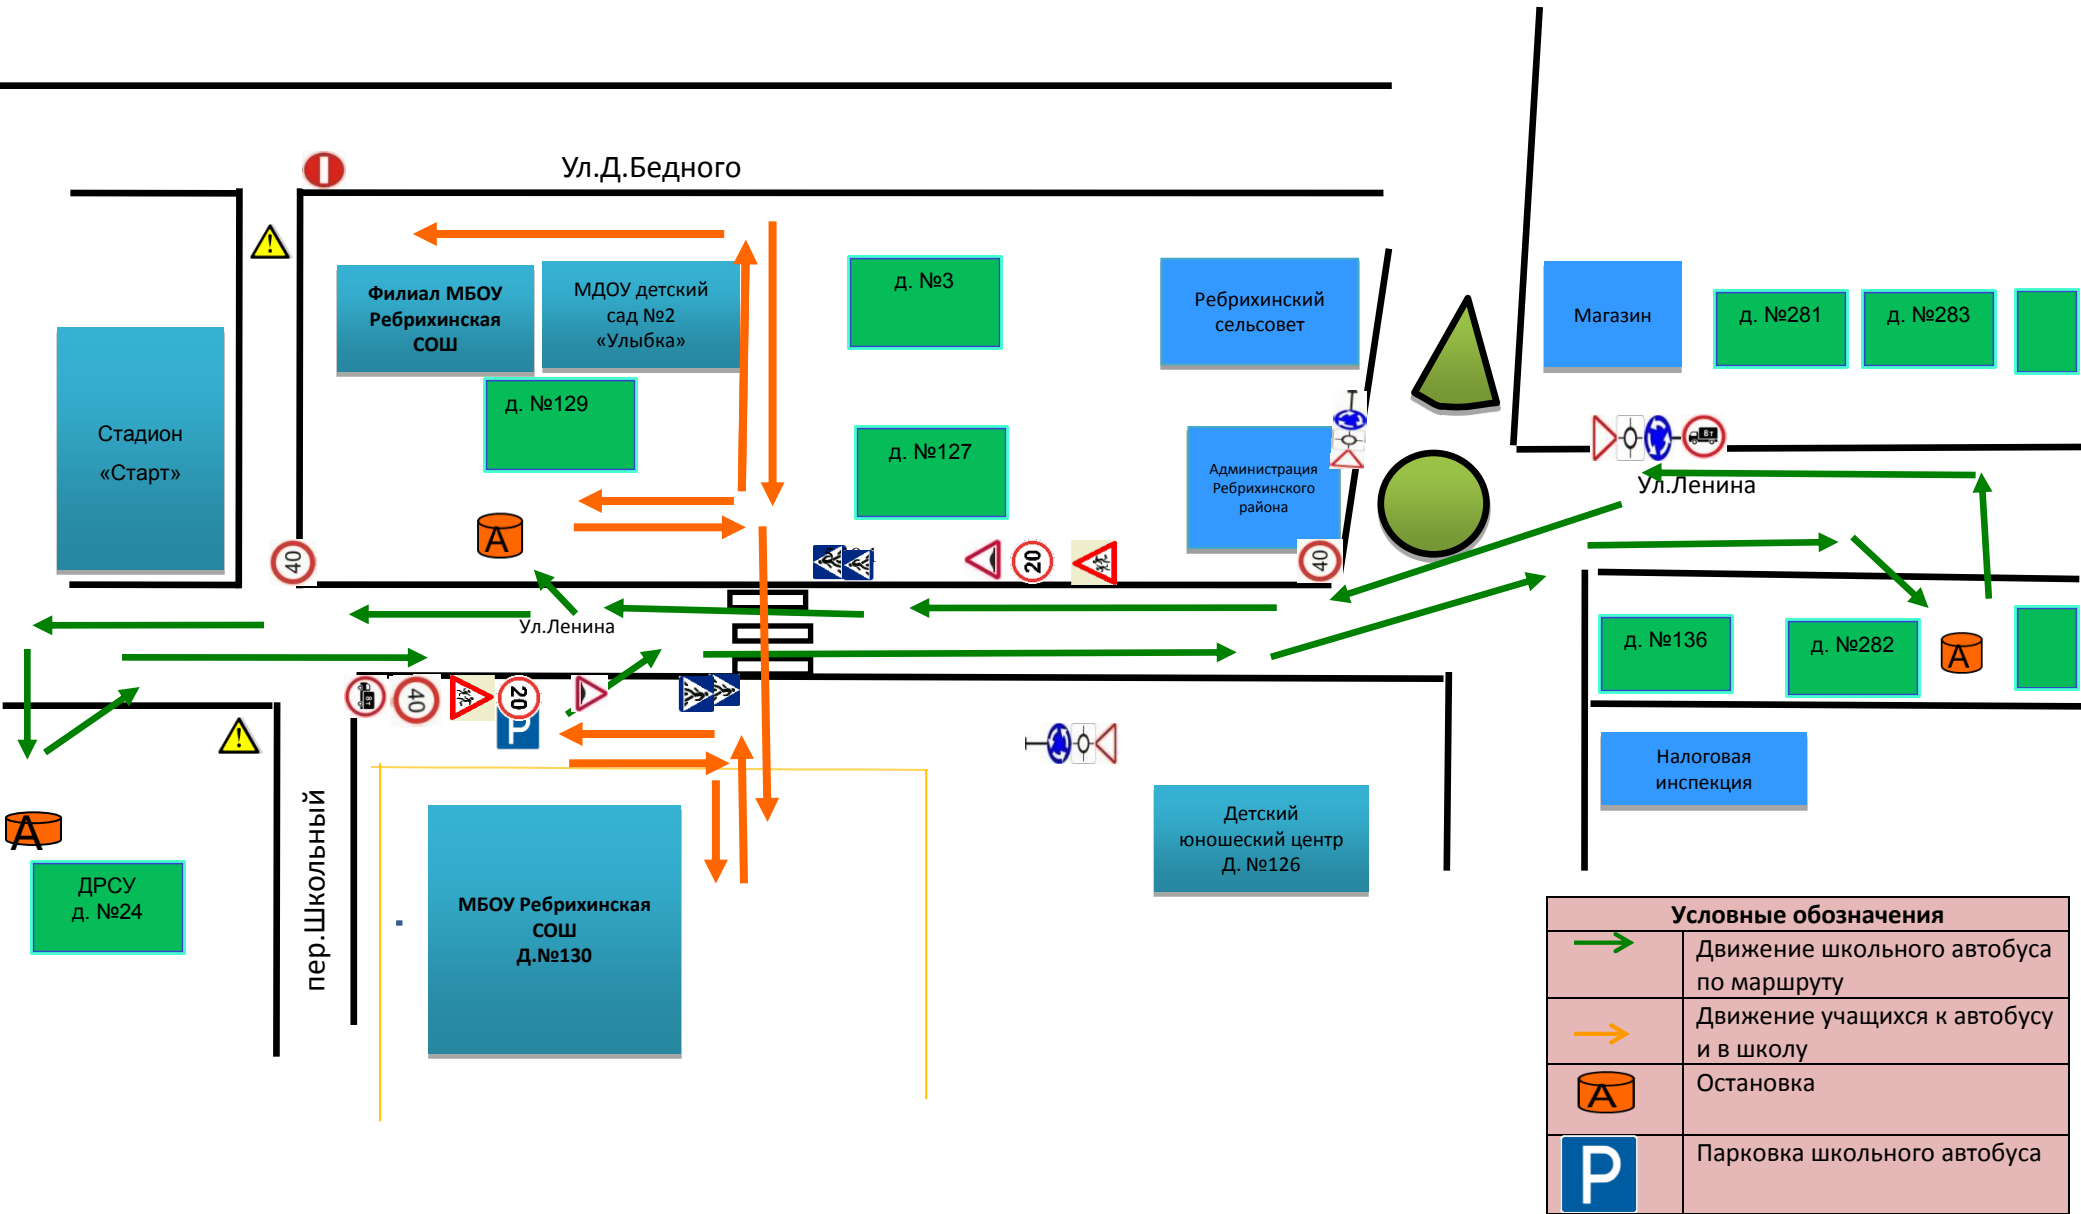 Ул.Д.Бедного
Филиал МБОУ
Ребрихинская
СОШ
МДОУ детский
сад №2
«Улыбка»
д. №3
Ребрихинский
сельсовет
Магазин
д. №281
д. №283
Стадион
«Старт»
д. №129
д. №127
Администрация
Ребрихинского
района
8т
Ул.Ленина
А
40
20
40
Ул.Ленина
д. №136
д. №282
А
8т
40
20
P
Налоговая
инспекция
А
ДРСУ
д. №24
пер.Школьный
МБОУ Ребрихинская
СОШ
Д.№130
Детский
юношеский центр
Д. №126
Условные обозначения
Движение школьного автобуса
по маршруту
Движение учащихся к автобусу
и в школу
А
Остановка
P
Парковка школьного автобуса